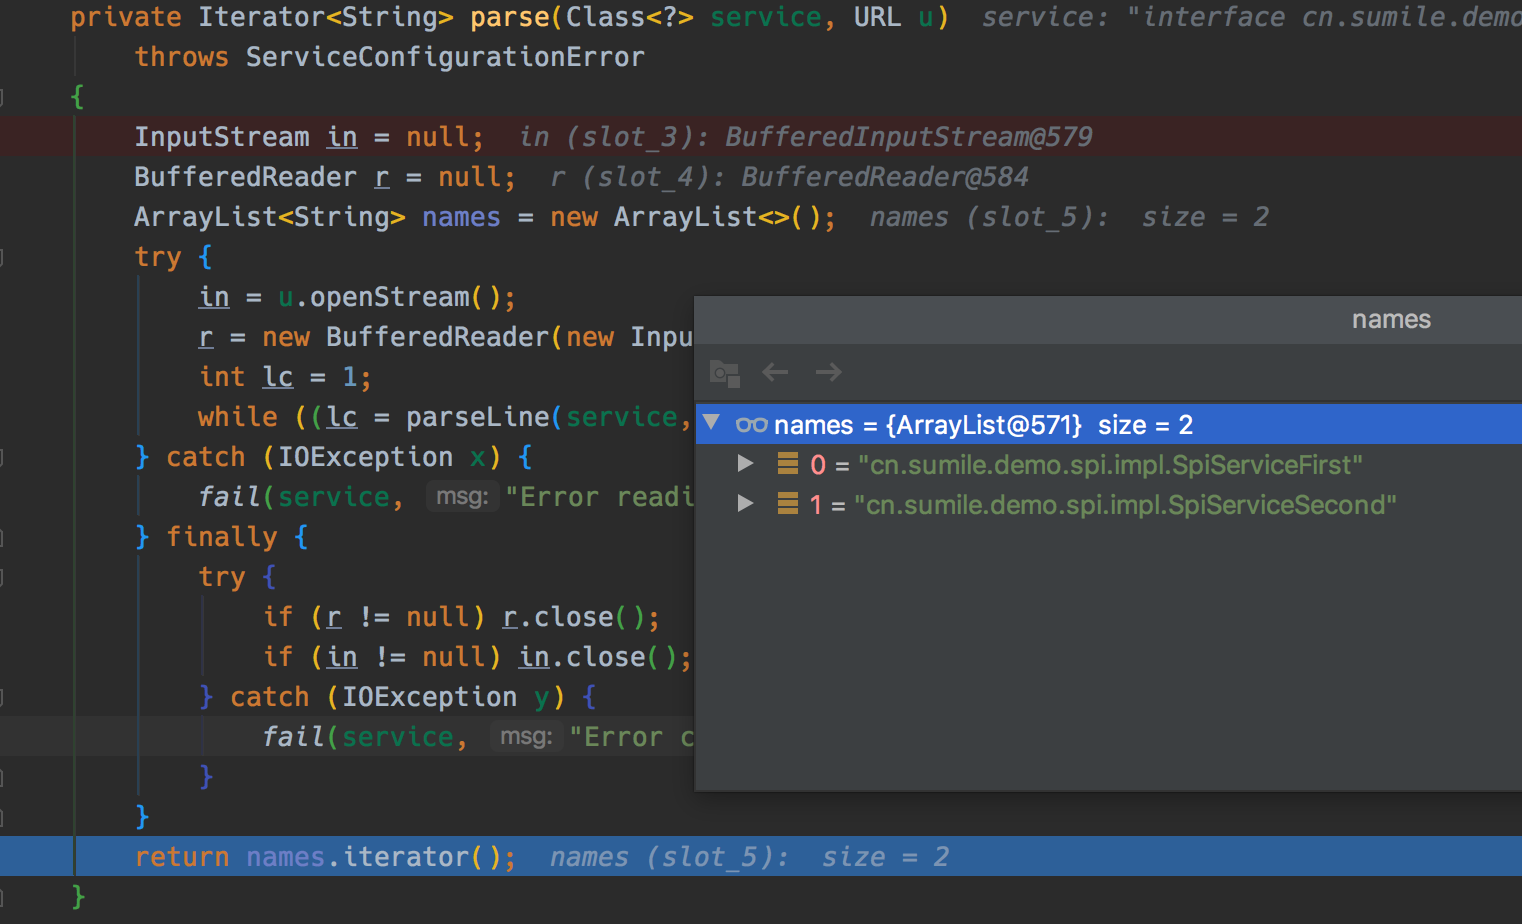 private Iterator<String> parse(Class<?> service, URL u) service: "interface cn.sumile.demo
throws ServiceConfigurationError
{
InputStream in = null; in (slot_3): BufferedInputStream@579
BufferedReader r = null; r (slot_4): BufferedReader@584
ArrayList<String> names = new ArrayList<>(); names (slot_5): size = 2
try {
in = u.openStream();
r = new BufferedReader(new Inpu
int lc = 1;
while ((lc = parseLine(service,
} catch (IOException x) {
fail(service, msg: "Error readi
} finally {
try {
if (r != null) r.close();
if (in != null) in.close();
} catch (IOException y) {
fail(service, msg: "Error c
}
}
return names.iterator(); names (slot_5): size = 2
}
names
names = {ArrayList@571} size = 2
0 = "cn.sumile.demo.spi.impl.SpiServiceFirst"
1 = "cn.sumile.demo.spi.impl.SpiServiceSecond"